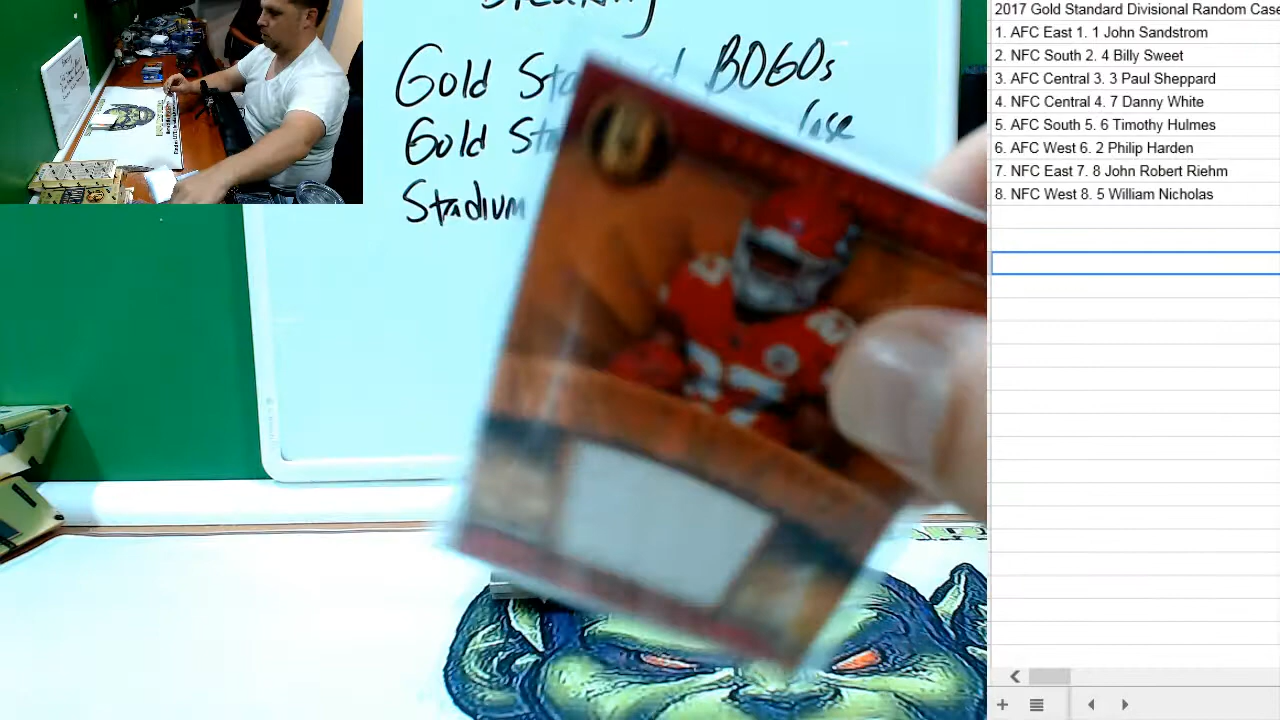 Breaking
Gold Standard BOGOs
Gold St
Stadium
27
2017 Gold Standard Divisional Random Case
1. AFC East 1. 1 John Sandstrom
2. NFC South 2. 4 Billy Sweet
3. AFC Central 3. 3 Paul Sheppard
4. NFC Central 4. 7 Danny White
5. AFC South 5. 6 Timothy Hulmes
6. AFC West 6. 2 Philip Harden
7. NFC East 7. 8 John Robert Riehm
8. NFC West 8. 5 William Nicholas